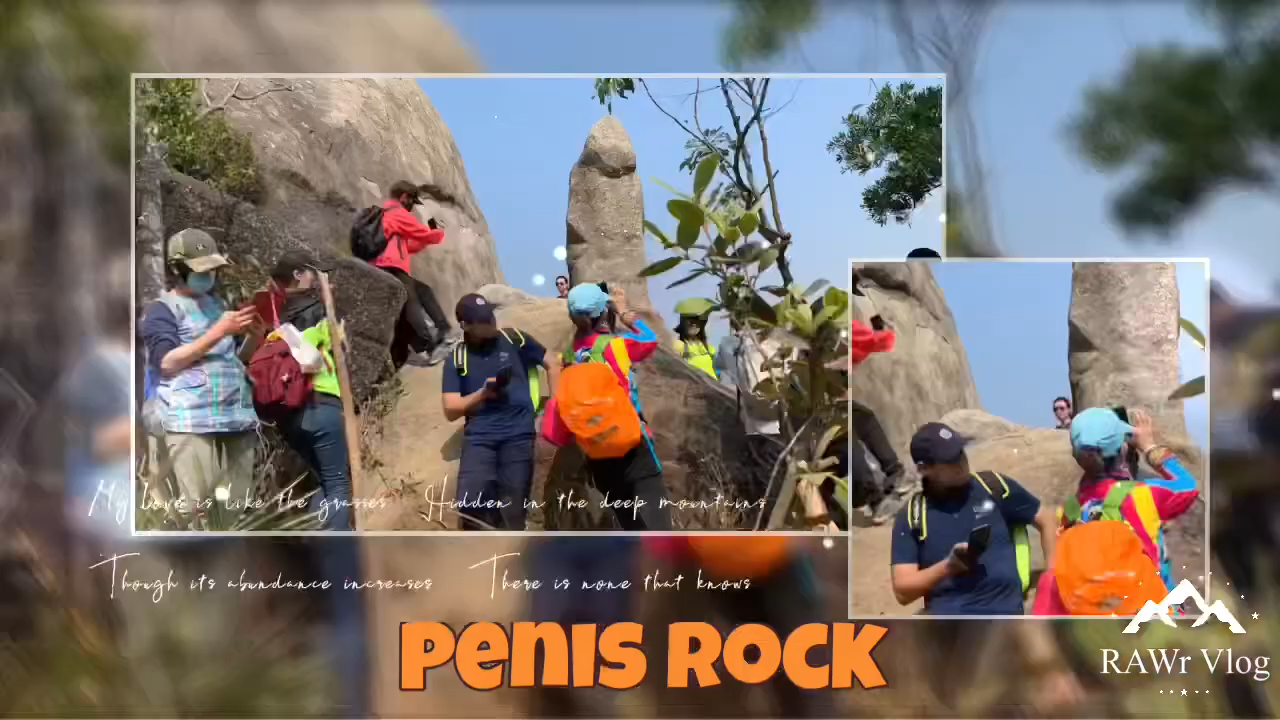 My Love is like the grasses Hidden in the deep mountains
Though its abundance increases There is none that knows
PENIS ROCK
RAWr Vlog